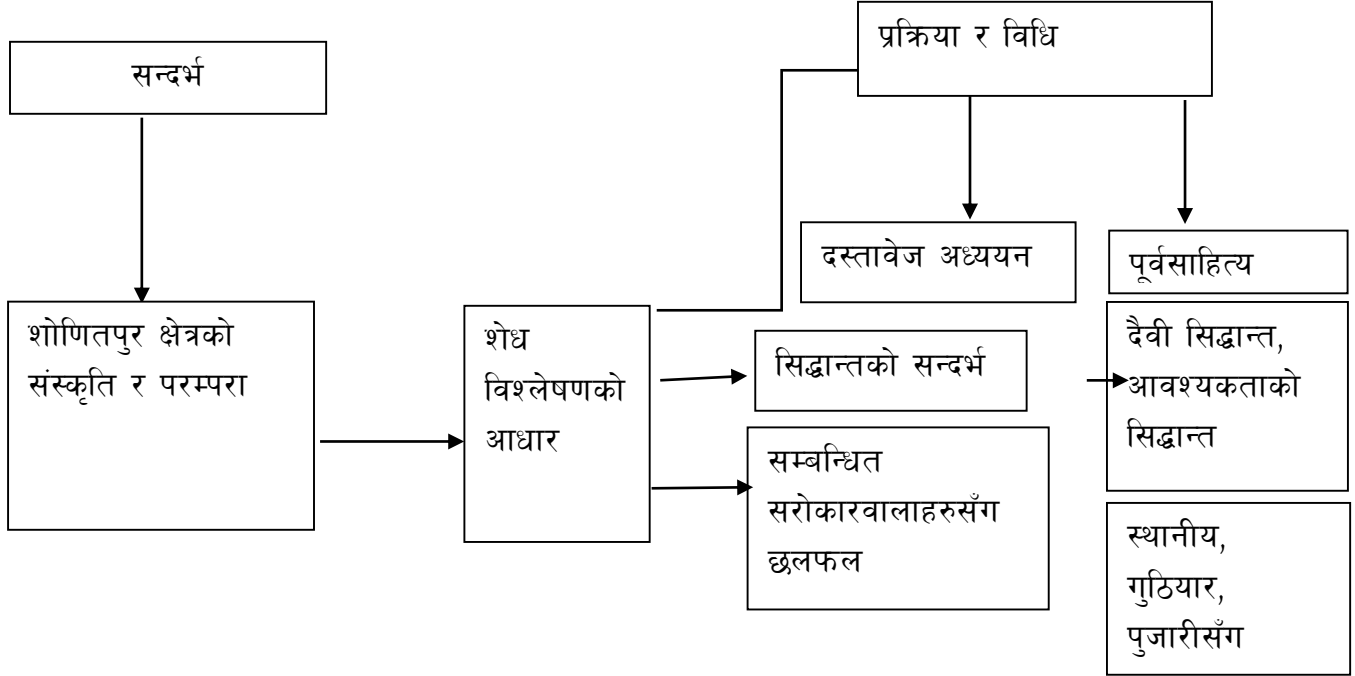 सन्दर्भ
प्रक्रिया र विधि
शोणितपुर क्षेत्रको
संस्कृति र परम्परा
शेध
विश्लेषणको
आधार
दस्तावेज अध्ययन
पूर्वसाहित्य
सिद्धान्तको सन्दर्भ
दैवी सिद्धान्त,
आवश्यकताको
सिद्धान्त
सम्बन्धित
सरोकारवालाहरुसँग
छलफल
स्थानीय,
गुठियार,
पुजारीसँग